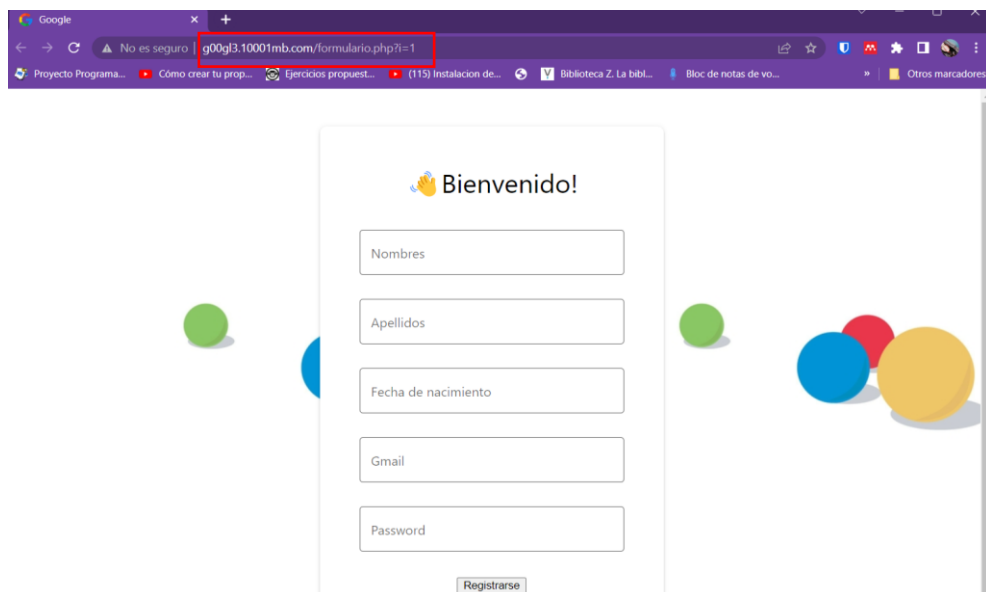 Google
No es seguro | g00gl3.10001mb.com/formulario.php?i=1
Proyecto Programa... Cómo crear tu prop... Ejercicios propuest... (115) Instalacion de... Biblioteca Z. La bibl... Bloc de notas de vo... » Otros marcadores
Bienvenido!
Nombres
Apellidos
Fecha de nacimiento
Gmail
Password
Registrarse